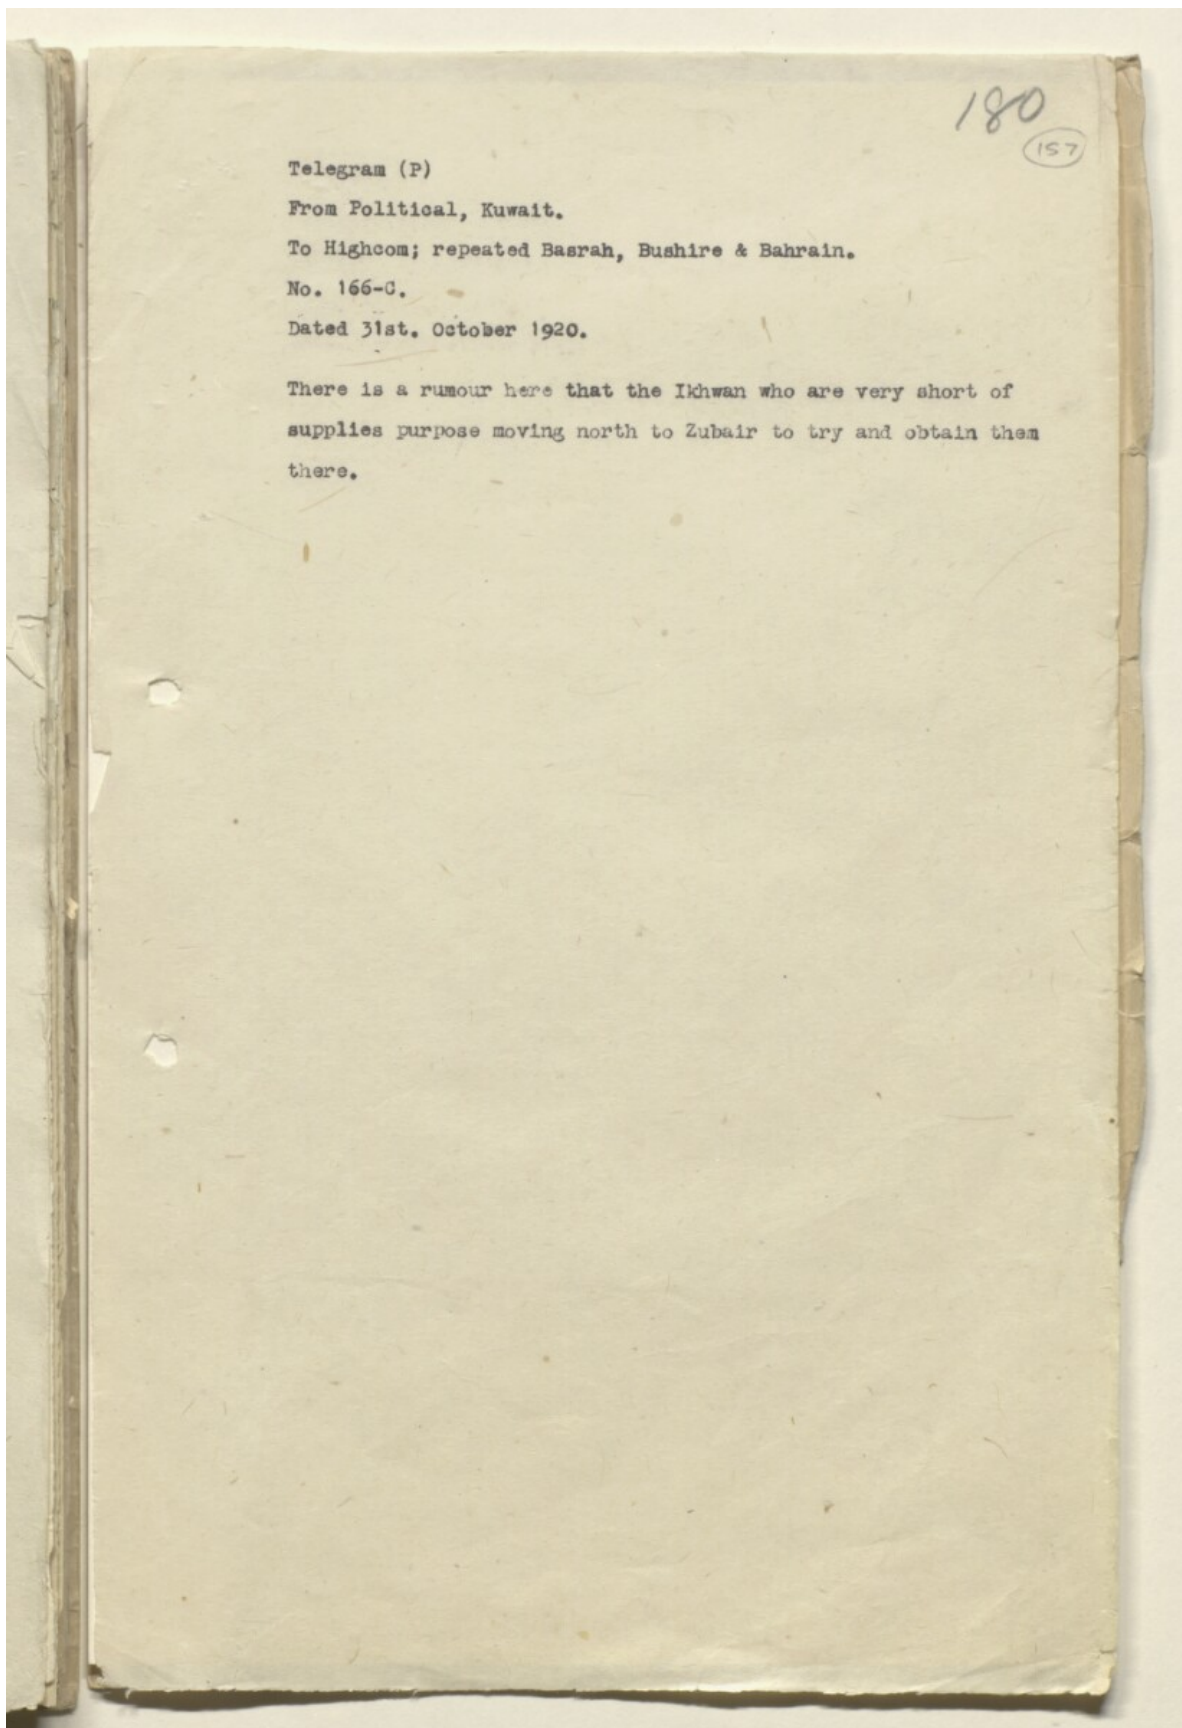 180
157
Telegram (P)
From Political, Kuwait.
To Highcom; repeated Basrah, Bushire & Bahrain.
No. 166-C.
Dated 31st. October 1920.
There is a rumour here that the Ikhwan who are very short of
supplies purpose moving north to Zubair to try and obtain them
there.